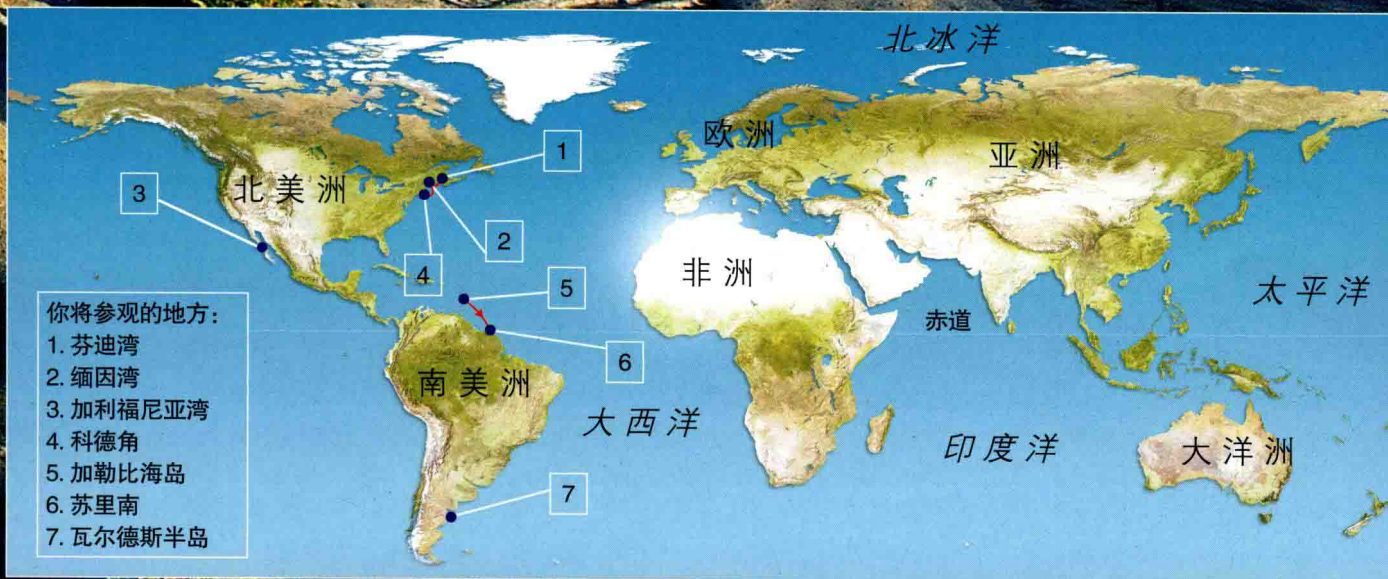 北冰洋
欧洲
亚洲
1
北美洲
3
2
4
非洲
5
太平洋
赤道
你将参观的地方：
1. 芬迪湾
2. 缅因湾
3. 加利福尼亚湾
4. 科德角
5. 加勒比海岛
6. 苏里南
7. 瓦尔德斯半岛
6
南美洲
大西洋
印度洋
大洋洲
7